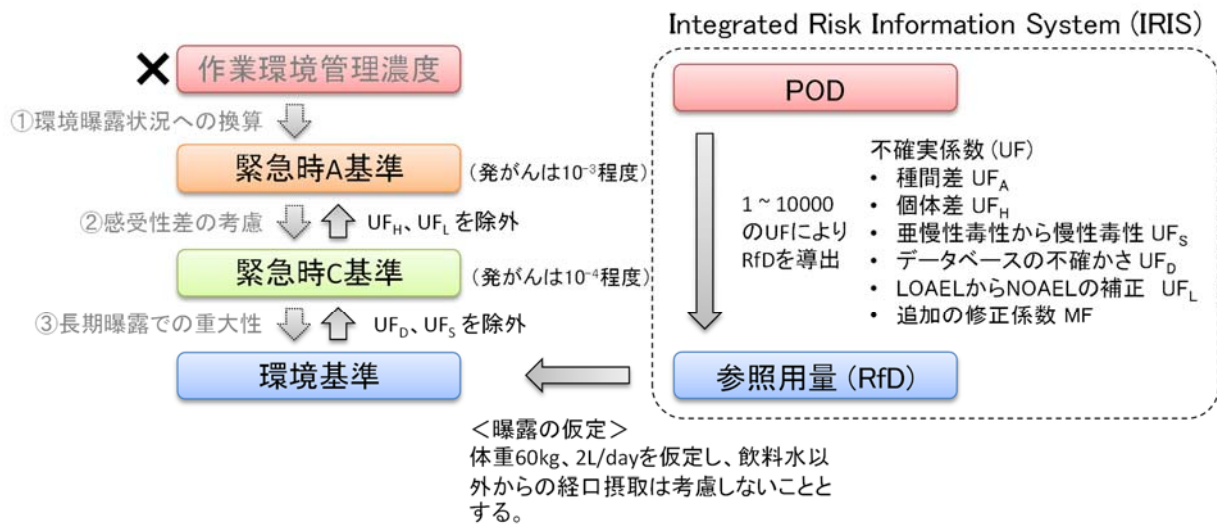 Integrated Risk Information System (IRIS)
×作業環境管理濃度
①環境曝露状況への換算
緊急時A基準
(発がんは10⁻³程度)
②感受性差の考慮
UF_H、UF_L を除外
緊急時C基準
(発がんは10⁻⁴程度)
③長期曝露での重大性
UF_D、UF_S を除外
環境基準
POD
1 ~ 10000
のUFにより
RfDを導出
不確実係数 (UF)
• 種間差 UF_A
• 個体差 UF_H
• 亜慢性毒性から慢性毒性 UF_S
• データベースの不確かさ UF_D
• LOAELからNOAELの補正 UF_L
• 追加の修正係数 MF
参照用量 (RfD)
<曝露の仮定>
体重60kg、2L/dayを仮定し、飲料水以
外からの経口摂取は考慮しないことと
する。